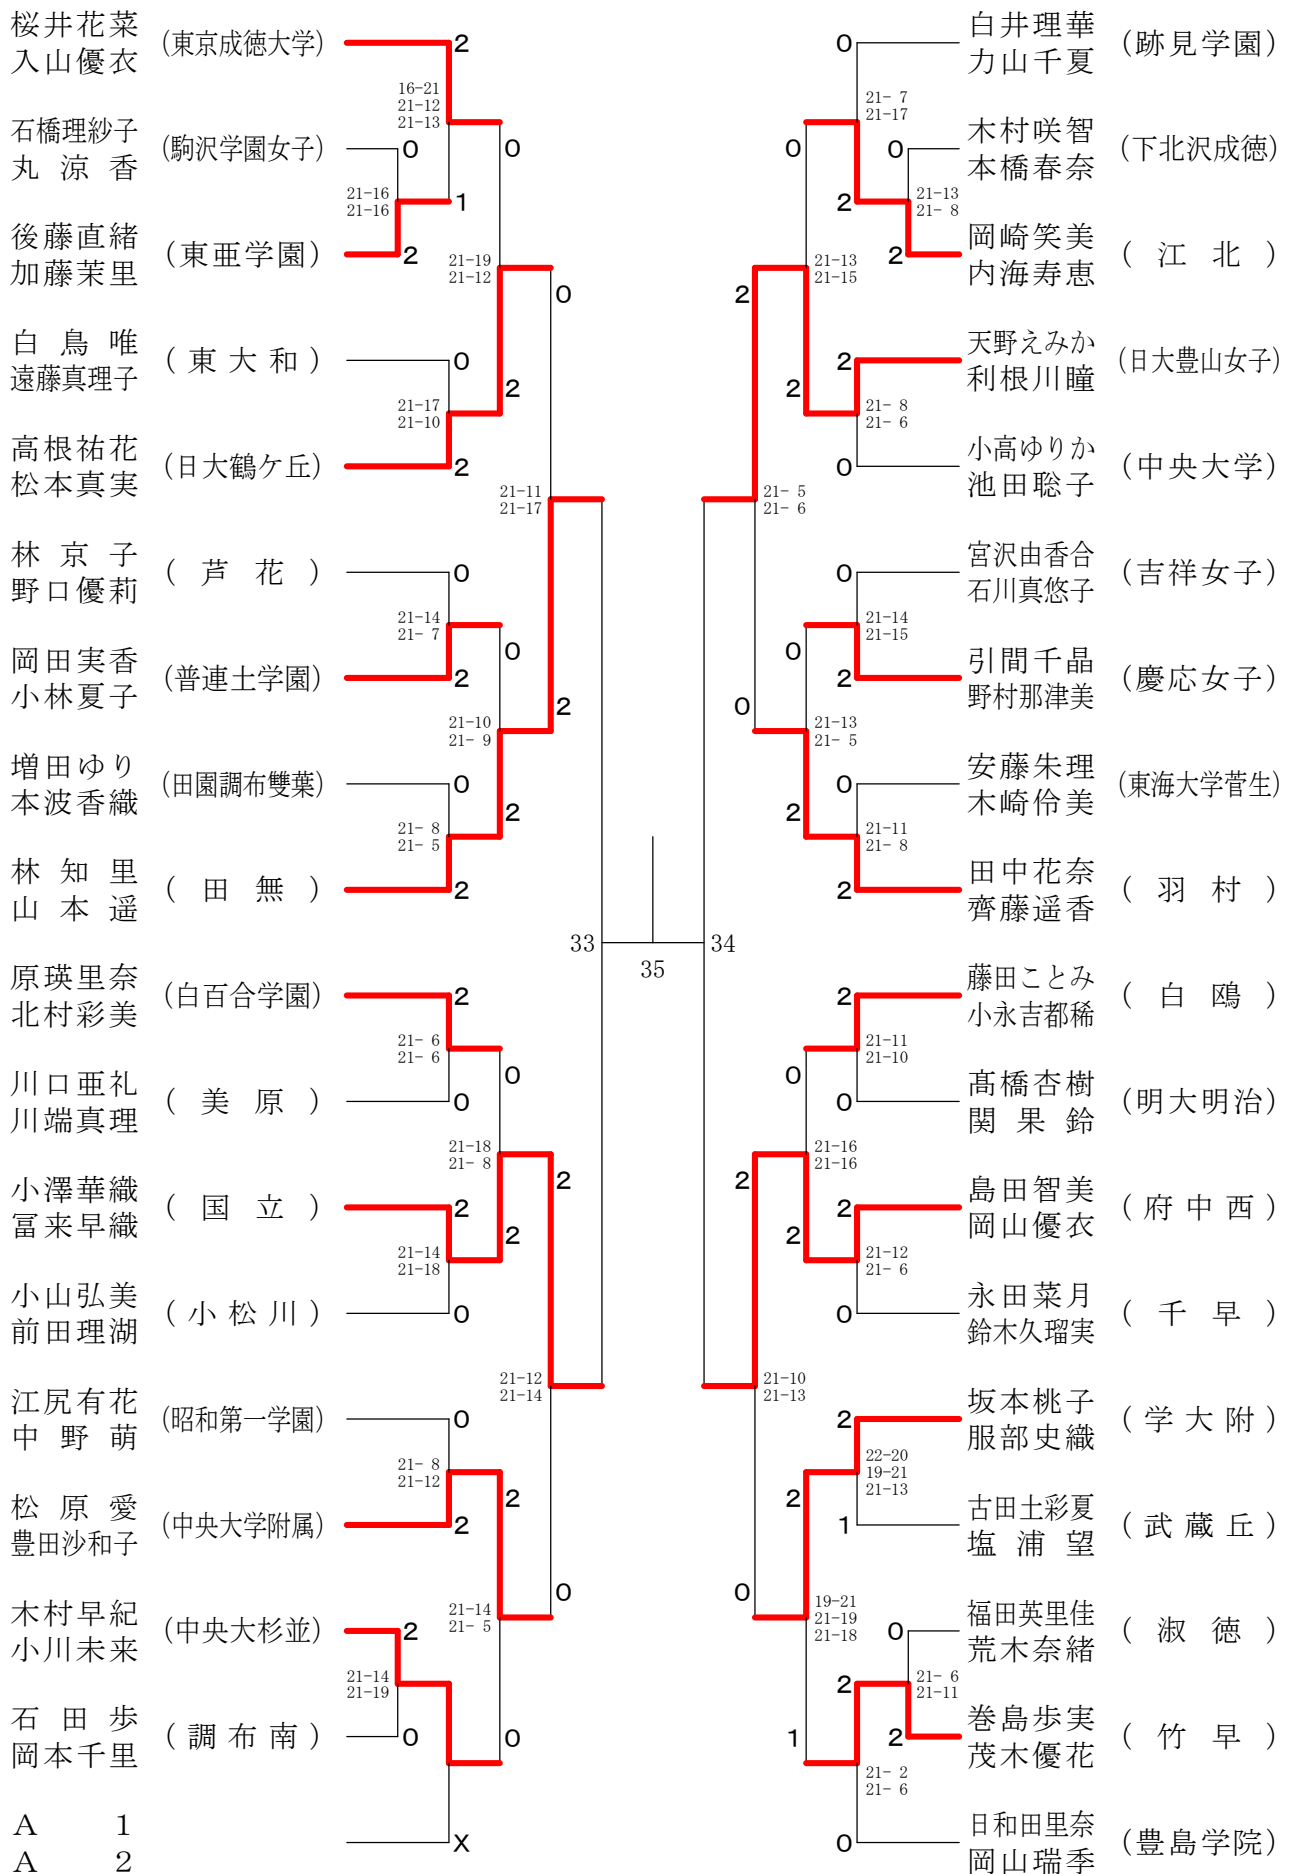 桜井花菜
入山優衣
(東京成徳大学)
2
16-21
21-12
21-13
0
石橋理紗子
丸涼香
(駒沢学園女子)
0
21-16
21-16
1
後藤直緒
加藤茉里
(東亜学園)
2
21-19
21-12
0
白鳥唯
遠藤真理子
(東大和)
0
21-17
21-10
2
高根祐花
松本真実
(日大鶴ケ丘)
2
21-11
21-17
林京子
野口優莉
(芦花)
0
21-14
21- 7
0
岡田実香
小林夏子
(普連土学園)
2
21-10
21- 9
2
増田ゆり
本波香織
(田園調布雙葉)
0
21- 8
21- 5
2
林知里
山本遥
(田無)
2
33
35
34
原瑛里奈
北村彩美
(白百合学園)
2
21- 6
21- 6
0
川口亜礼
川端真理
(美原)
0
21-18
21- 8
2
小澤華織
冨来早織
(国立)
2
21-14
21-18
2
小山弘美
前田理湖
(小松川)
0
21-12
21-14
江尻有花
中野萌
(昭和第一学園)
0
21- 8
21-12
2
松原愛
豊田沙和子
(中央大学附属)
2
0
木村早紀
小川未来
(中央大杉並)
2
21-14
21- 5
21-14
21-19
石田歩
岡本千里
(調布南)
0
0
A 1
A 2
X
0
白井理華
力山千夏
(跡見学園)
21- 7
21-17
0
木村咲智
本橋春奈
(下北沢成徳)
0
2
21-13
21- 8
岡崎笑美
内海寿恵
(江北)
2
21-13
21-15
2
天野えみか
利根川瞳
(日大豊山女子)
2
2
21- 8
21- 6
小高ゆりか
池田聡子
(中央大学)
0
21- 5
21- 6
宮沢由香合
石川真悠子
(吉祥女子)
0
21-14
21-15
0
引間千晶
野村那津美
(慶応女子)
2
0
21-13
21- 5
安藤朱理
木崎伶美
(東海大学菅生)
0
2
21-11
21- 8
田中花奈
齊藤遥香
(羽村)
2
藤田ことみ
小永吉都稀
(白鴎)
2
21-11
21-10
0
髙橋杏樹
関果鈴
(明大明治)
0
21-16
21-16
2
島田智美
岡山優衣
(府中西)
2
2
21-12
21- 6
永田菜月
鈴木久瑠実
(千早)
0
21-10
21-13
坂本桃子
服部史織
(学大附)
2
22-20
19-21
21-13
2
古田土彩夏
塩浦望
(武蔵丘)
1
0
19-21
21-19
21-18
福田英里佳
荒木奈緒
(淑徳)
0
2
21- 6
21-11
巻島歩実
茂木優花
(竹早)
2
1
21- 2
21- 6
日和田里奈
岡山瑞季
(豊島学院)
0